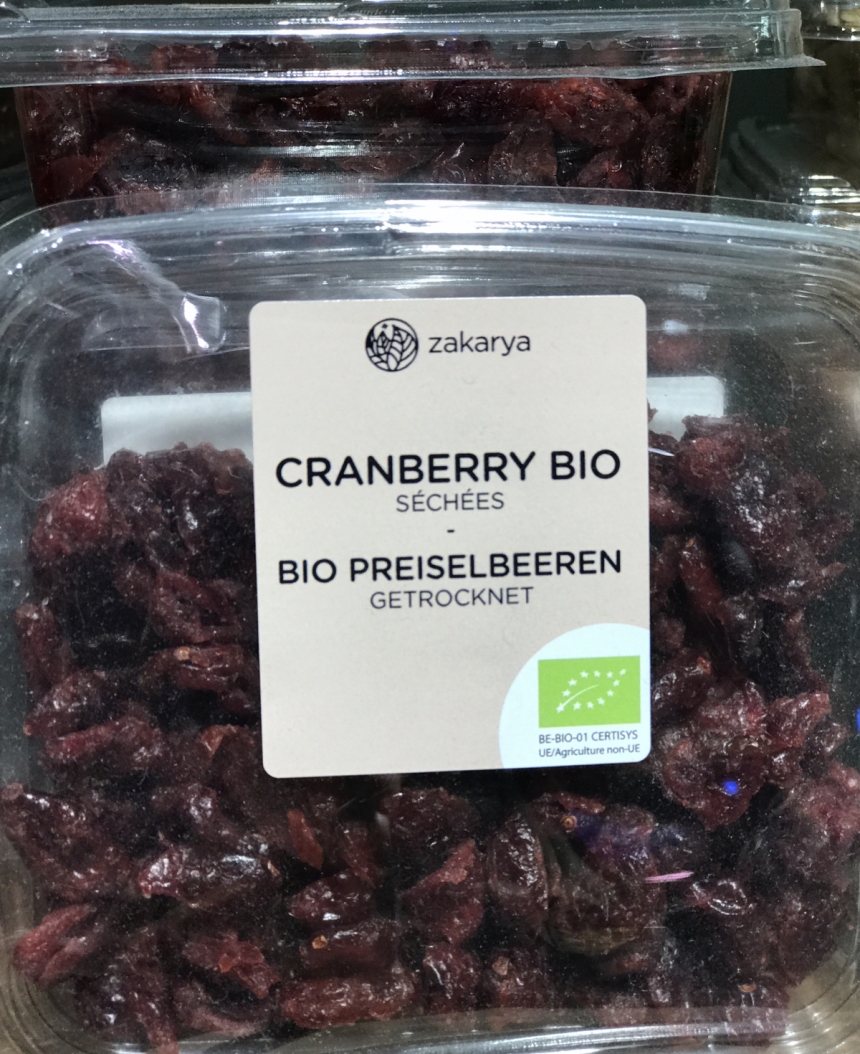 zakarya
CRANBERRY BIO
SÉCHÉES
-
BIO PREISELBEEREN
GETROCKNET
BE-BIO-01 CERTISYS
UE/Agriculture non-UE